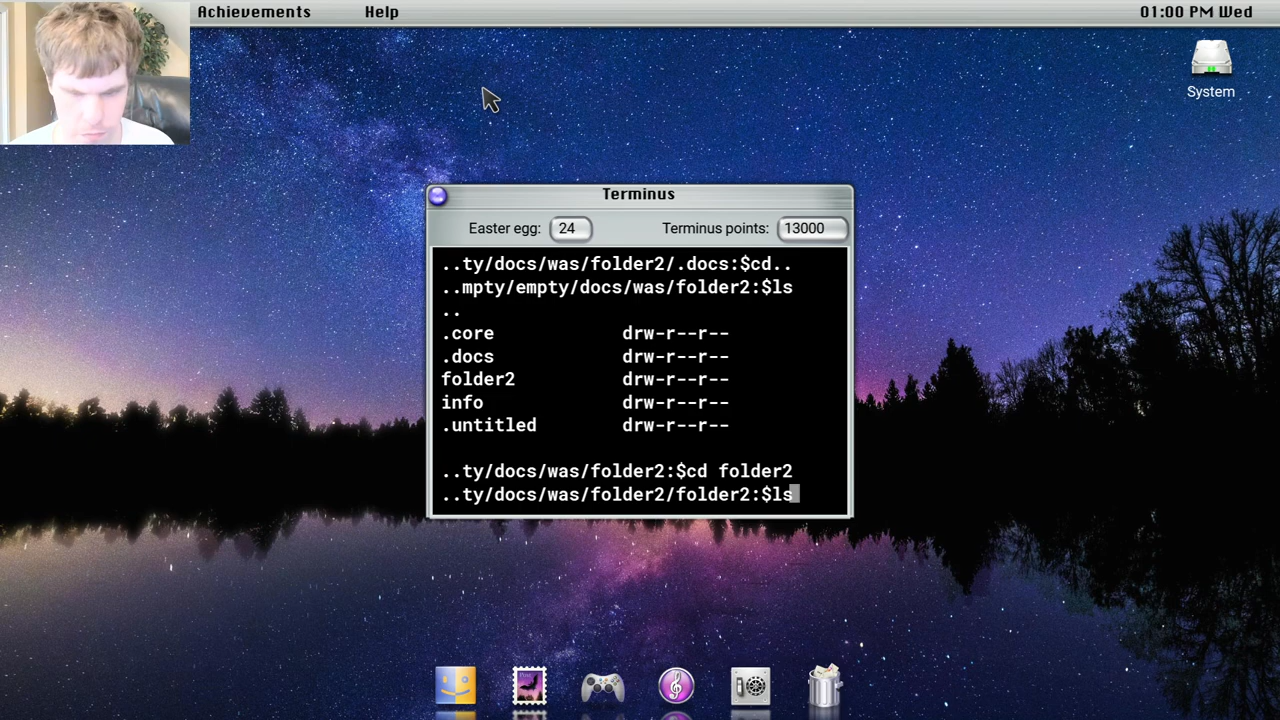 Achievements Help 01:00 PM Wed
System
Terminus
Easter egg: 24 Terminus points: 13000
..ty/docs/was/folder2/.docs:$cd..
..mpty/empty/docs/was/folder2:$ls
..
.core drw-r--r--
.docs drw-r--r--
folder2 drw-r--r--
info drw-r--r--
.untitled drw-r--r--
..ty/docs/was/folder2:$cd folder2
..ty/docs/was/folder2/folder2:$ls